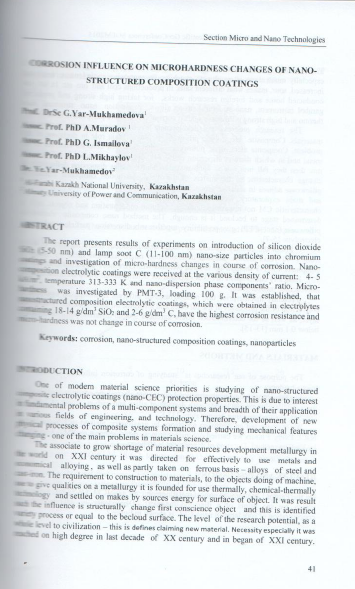 Section Micro and Nano Technologies
CORROSION INFLUENCE ON MICROHARDNESS CHANGES OF NANO-
STRUCTURED COMPOSITION COATINGS
Prof. DrSc G.Yar-Mukhamedova¹
Prof. PhD A.Muradov ¹
Prof. PhD G. Ismailova¹
Prof. PhD L.Mikhaylov¹
Yar-Mukhamedov²
Kazakh National University, Kazakhstan
University of Power and Communication, Kazakhstan
ABSTRACT
The report presents results of experiments on introduction of silicon dioxide
(5-50 nm) and lamp soot C (11-100 nm) nano-size particles into chromium
and investigation of micro-hardness changes in course of corrosion. Nano-
electrolytic coatings were received at the various density of current: 4- 5
temperature 313-333 K and nano-dispersion phase components' ratio. Micro-
was investigated by PMT-3, loading 100 g. It was established, that
composition electrolytic coatings, which were obtained in electrolytes
18-14 g/dm³ SiO₂ and 2-6 g/dm³ C, have the highest corrosion resistance and
micro-hardness was not change in course of corrosion.
Keywords: corrosion, nano-structured composition coatings, nanoparticles
INTRODUCTION
One of modern material science priorities is studying of nano-structured
electrolytic coatings (nano-CEC) protection properties. This is due to interest
fundamental problems of a multi-component systems and breadth of their application
various fields of engineering, and technology. Therefore, development of new
physical processes of composite systems formation and studying mechanical features
- one of the main problems in materials science.
The associate to grow shortage of material resources development metallurgy in
the world on XXI century it was directed for effectively to use metals and
alloying , as well as partly taken on ferrous basis – alloys of steel and
The requirement to construction to materials, to the objects doing of machine,
give qualities on a metallurgy it is founded for use thermally, chemical-thermally
and settled on makes by sources energy for surface of object. It was result
the influence is structurally change first conscience object and this is identified
process or equal to the becloud surface. The level of the research potential, as a
level to civilization – this is defines claiming new material. Necessity especially it was
on high degree in last decade of XX century and in began of XXI century.
41